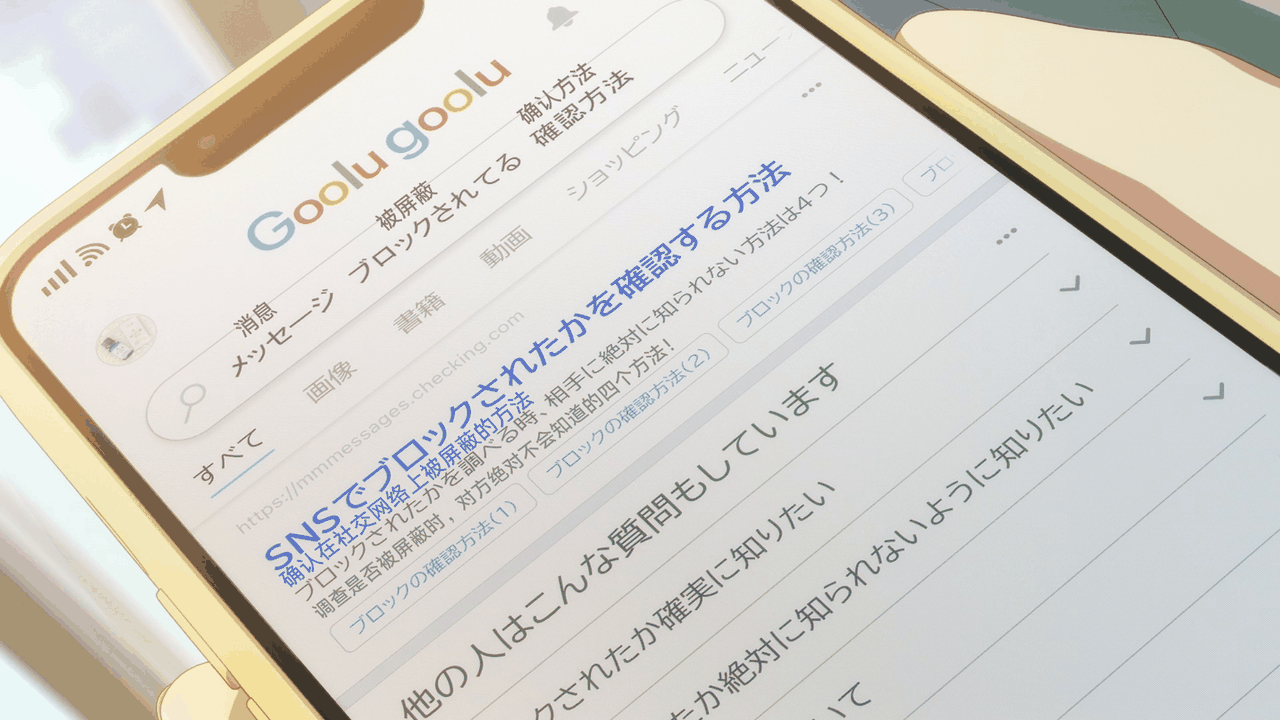 Goolu goolu
消息 被屏蔽 确认方法
メッセージ ブロックされてる 確認方法
すべて 画像 書籍 動画 ショッピング ニュー
https://mmmessages.checking.com
SNSでブロックされたかを確認する方法
确认在社交网络上被屏蔽的方法
ブロックされたかを調べる時、相手に絶対に知られない方法は4つ！
调查是否被屏蔽时，对方绝对不会知道的四个方法！
ブロックの確認方法(1) ブロックの確認方法(2) ブロックの確認方法(3) ブロ
他の人はこんな質問もしています
クされたか確実に知りたい
たか絶対に知られないように知りたい
いて